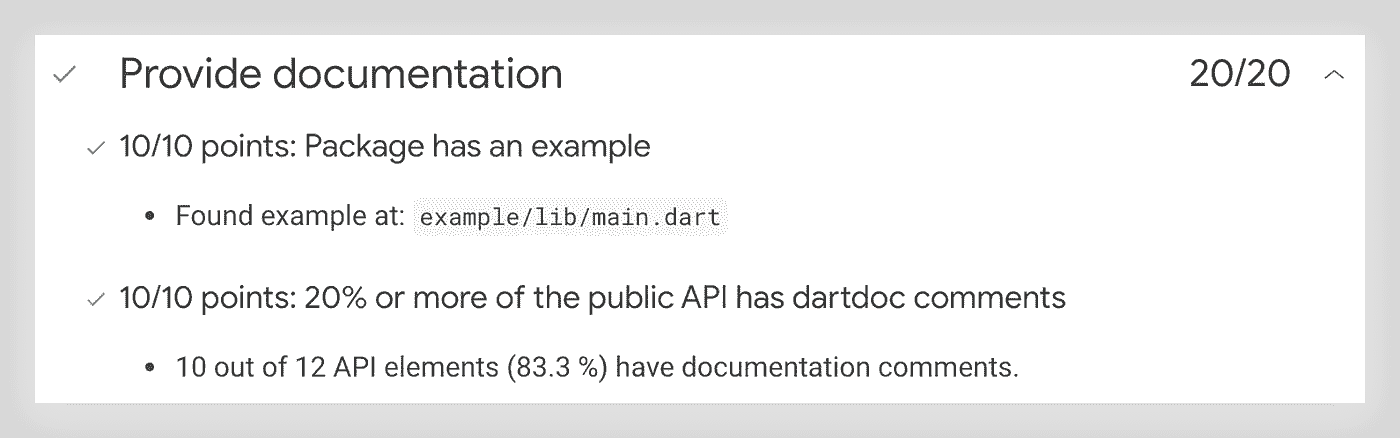 Provide documentation 20/20
10/10 points: Package has an example
• Found example at: example/lib/main.dart
10/10 points: 20% or more of the public API has dartdoc comments
• 10 out of 12 API elements (83.3 %) have documentation comments.